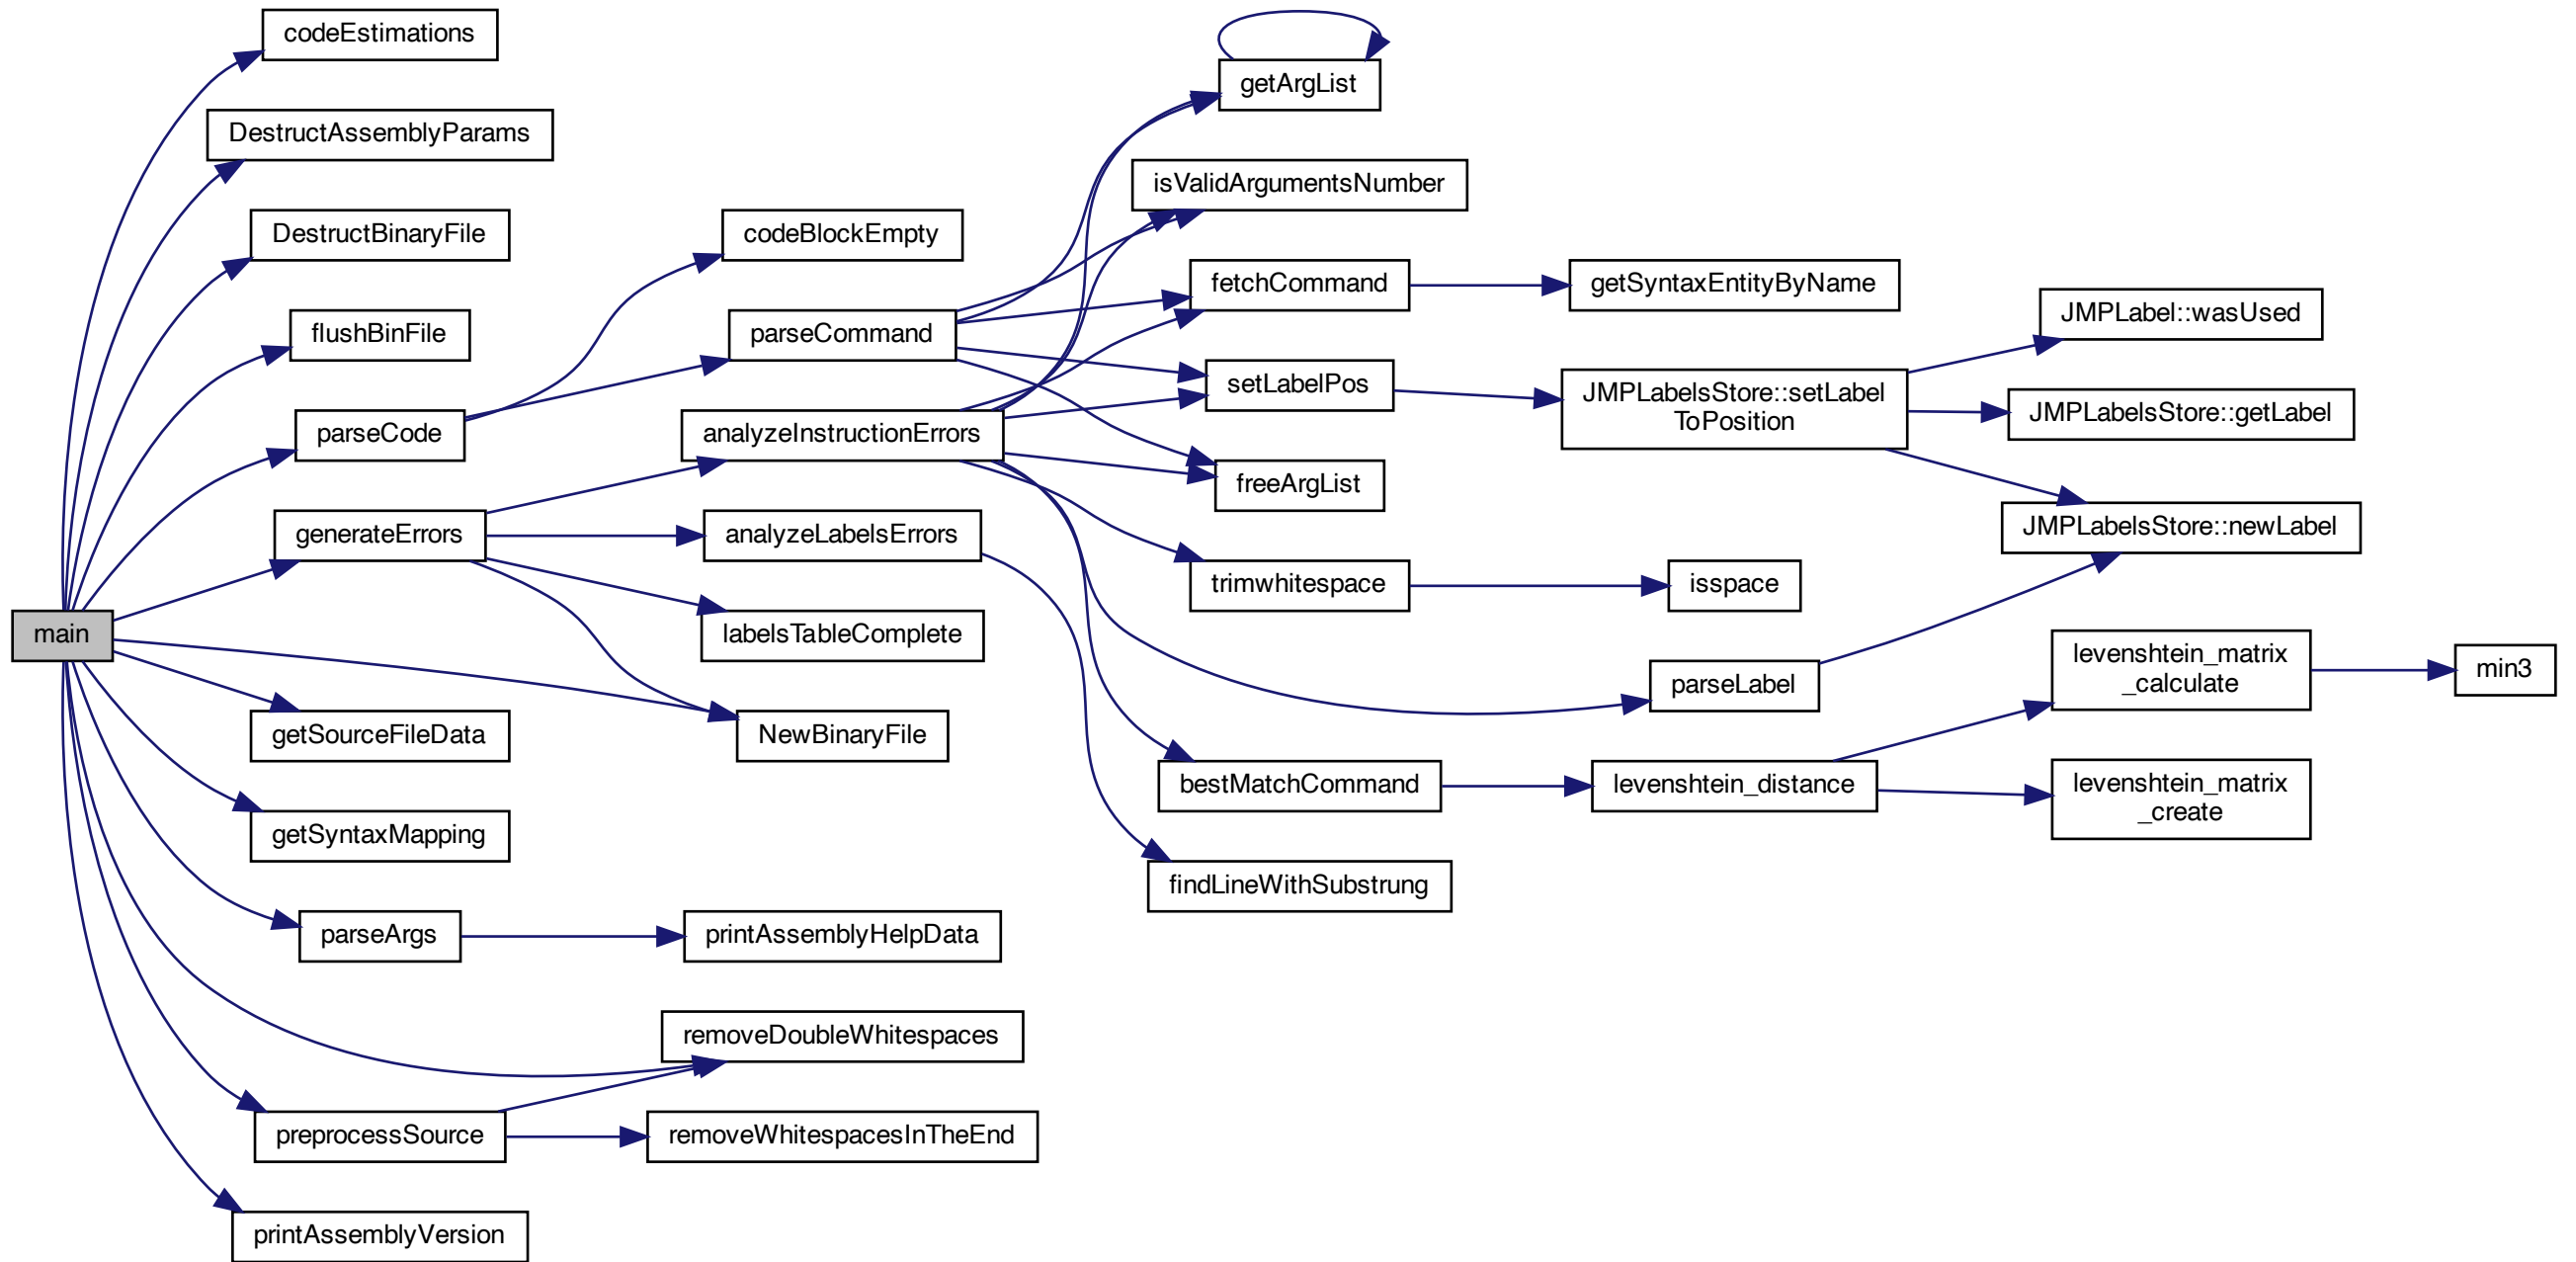 codeEstimations
getArgList
DestructAssemblyParams
isValidArgumentsNumber
DestructBinaryFile
codeBlockEmpty
fetchCommand
getSyntaxEntityByName
flushBinFile
parseCommand
JMPLabel::wasUsed
setLabelPos
JMPLabelsStore::setLabel
ToPosition
JMPLabelsStore::getLabel
parseCode
analyzeInstructionErrors
freeArgList
generateErrors
analyzeLabelsErrors
JMPLabelsStore::newLabel
trimwhitespace
isspace
main
labelsTableComplete
levenshtein_matrix
_calculate
min3
parseLabel
getSourceFileData
NewBinaryFile
bestMatchCommand
levenshtein_distance
levenshtein_matrix
_create
getSyntaxMapping
findLineWithSubstrung
parseArgs
printAssemblyHelpData
removeDoubleWhitespaces
preprocessSource
removeWhitespacesInTheEnd
printAssemblyVersion